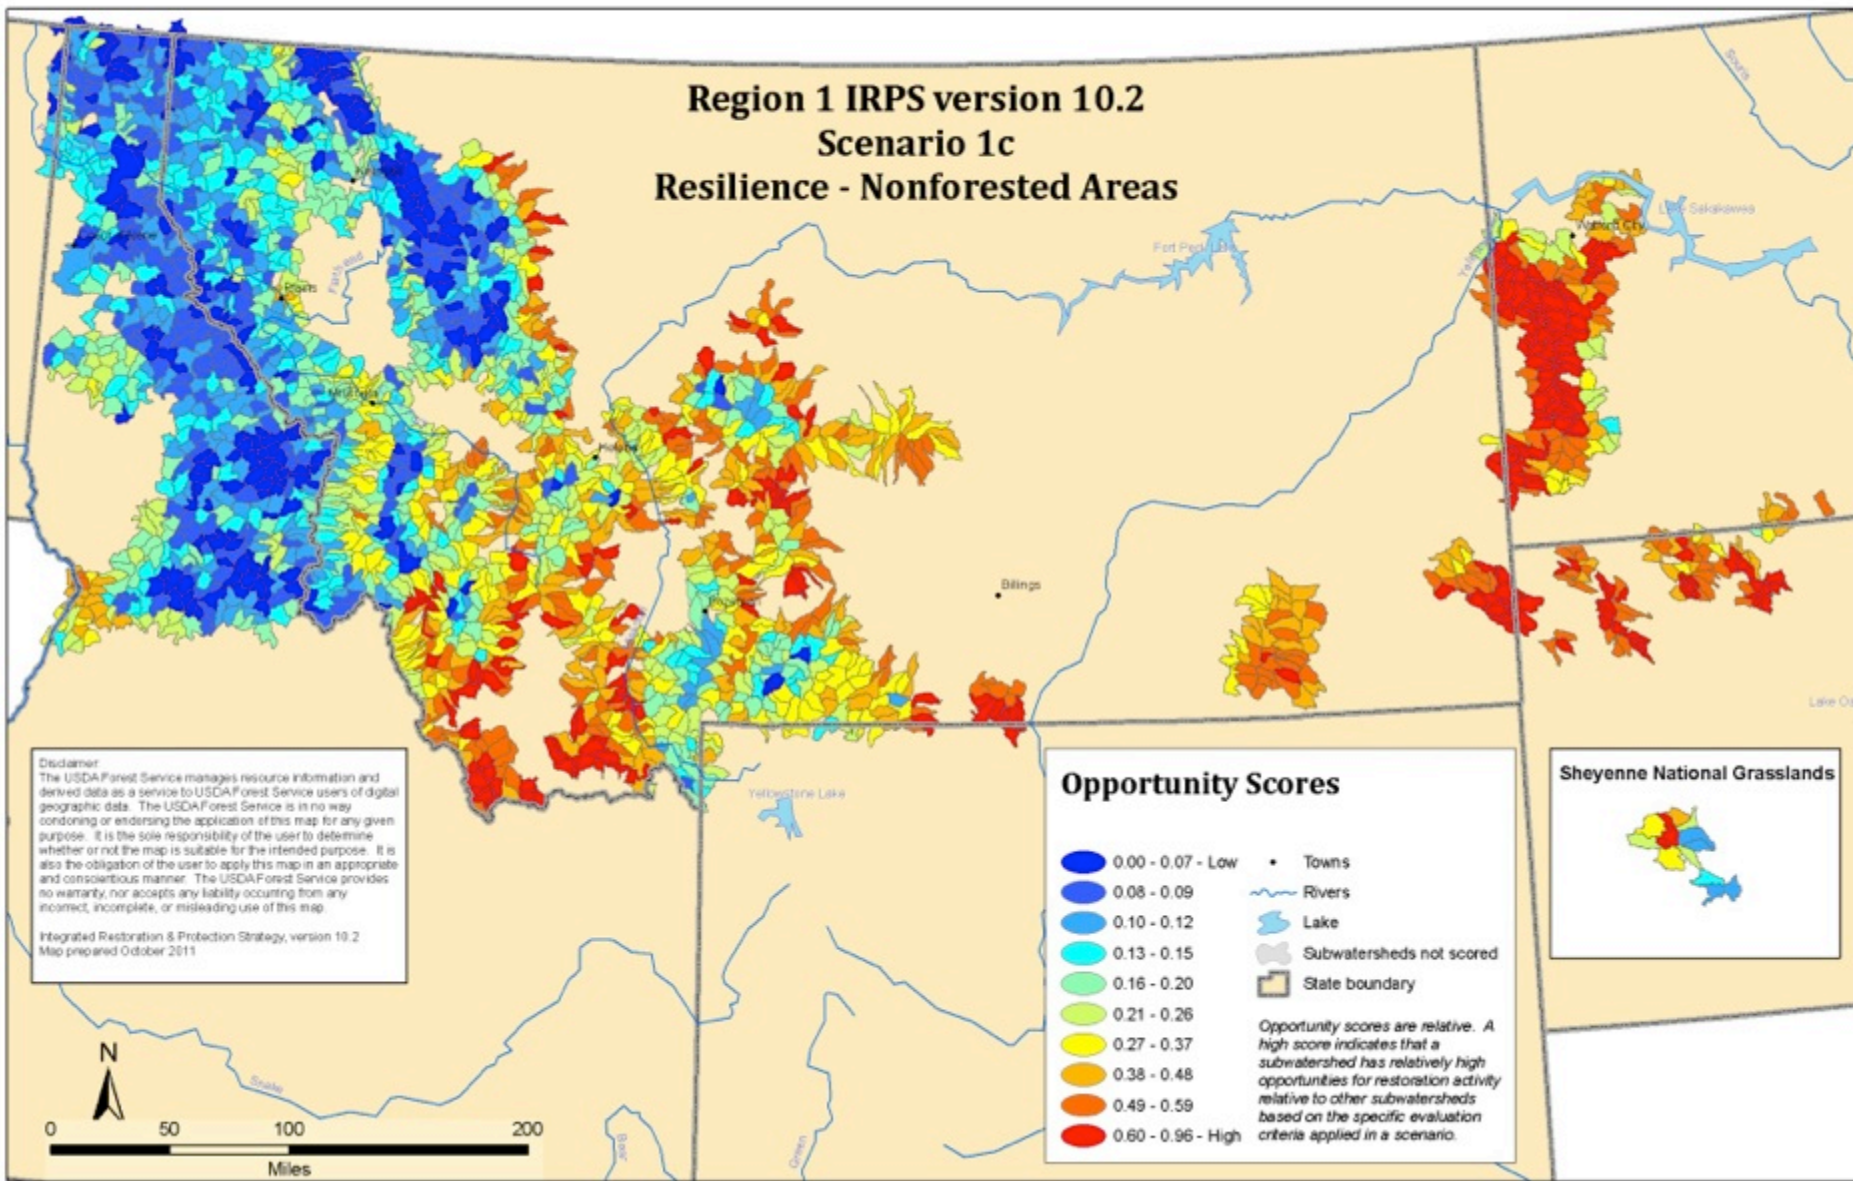 Region 1 IRPS version 10.2
Scenario 1c
Resilience - Nonforested Areas
Souris
Lake Sakakawea
Watford City
Fort Peck Lake
Plains
Missoula
Helena
Billings
Yellowstone Lake
Snake
Bear
Green
Disclaimer
The USDA Forest Service manages resource information and
derived data as a service to USDA Forest Service users of digital
geographic data. The USDA Forest Service is in no way
condoning or endorsing the application of this map for any given
purpose. It is the sole responsibility of the user to determine
whether or not the map is suitable for the intended purpose. It is
also the obligation of the user to apply this map in an appropriate
and conscientious manner. The USDA Forest Service provides
no warranty, nor accepts any liability occurring from any
incorrect, incomplete, or misleading use of this map.
Integrated Restoration & Protection Strategy, version 10.2
Map prepared October 2011
N
0 50 100 200
Miles
Opportunity Scores
0.00 - 0.07 - Low
0.08 - 0.09
0.10 - 0.12
0.13 - 0.15
0.16 - 0.20
0.21 - 0.26
0.27 - 0.37
0.38 - 0.48
0.49 - 0.59
0.60 - 0.96 - High
Towns
Rivers
Lake
Subwatersheds not scored
State boundary
Opportunity scores are relative. A
high score indicates that a
subwatershed has relatively high
opportunities for restoration activity
relative to other subwatersheds
based on the specific evaluation
criteria applied in a scenario.
Sheyenne National Grasslands